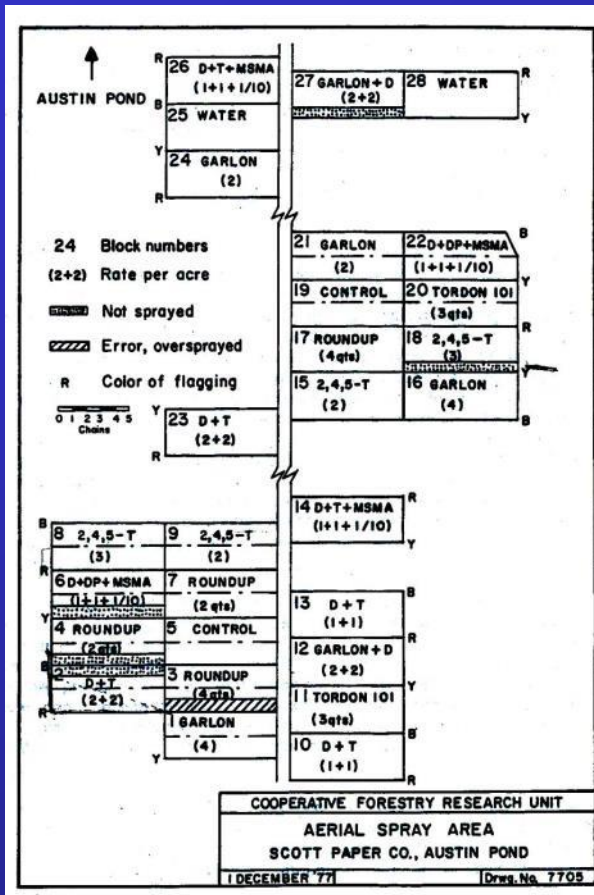 AUSTIN POND
R
26 D+T+MSMA
(1+1+1/10)
B
25 WATER
Y
24 GARLON
(2)
R
27 GARLON + D
(2+2)
28 WATER
R
Y
24 Block numbers
(2+2) Rate per acre
Not sprayed
Error, oversprayed
R Color of flagging
0 1 2 3 4 5
Chains
21 GARLON
(2)
22 D+DP+MSMA
(1+1+1/10)
B
19 CONTROL
20 TORDON 101
(3qts)
Y
17 ROUNDUP
(4qts)
18 2,4,5-T
(3)
R
15 2,4,5-T
(2)
16 GARLON
(4)
Y
B
Y
23 D+T
(2+2)
R
14 D+T+MSMA
(1+1+1/10)
R
Y
B
8 2,4,5-T
(3)
9 2,4,5-T
(2)
R
6 D+DP+MSMA
(1+1+1/10)
7 ROUNDUP
(2 qts)
Y
4 ROUNDUP
(2qts)
5 CONTROL
B
2 D+T
(2+2)
3 ROUNDUP
(4qts)
R
1 GARLON
(4)
Y
13 D+T
(1+1)
B
12 GARLON+D
(2+2)
R
11 TORDON 101
(3qts)
Y
10 D+T
(1+1)
B
R
COOPERATIVE FORESTRY RESEARCH UNIT
AERIAL SPRAY AREA
SCOTT PAPER CO., AUSTIN POND
1 DECEMBER '77
Drwg. No. 7705